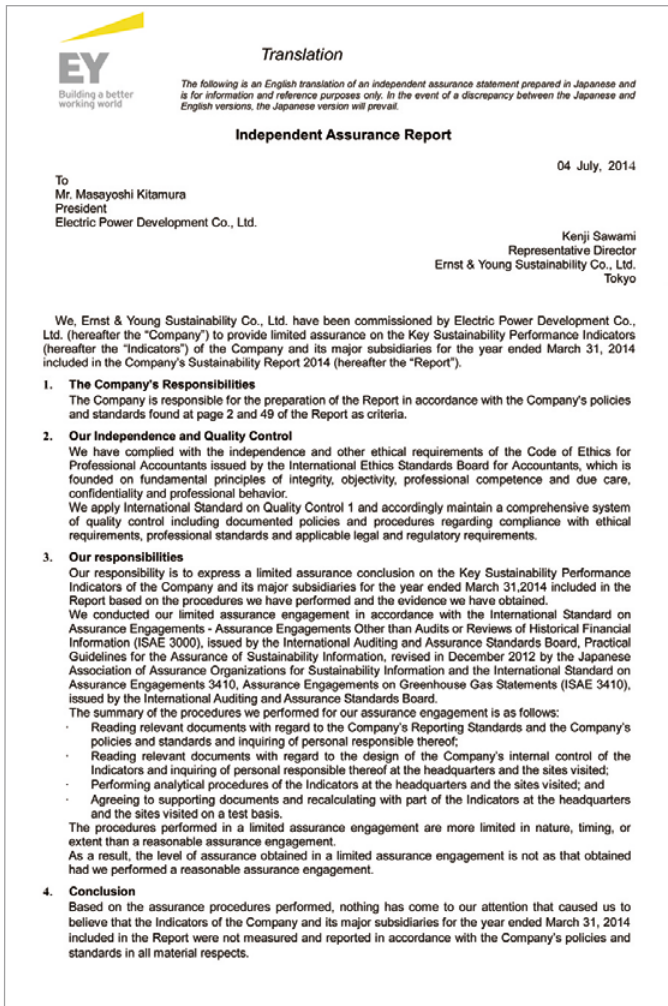 EY
Building a better
working world
Translation
The following is an English translation of an independent assurance statement prepared in Japanese and
is for information and reference purposes only. In the event of a discrepancy between the Japanese and
English versions, the Japanese version will prevail.
Independent Assurance Report
04 July, 2014
To
Mr. Masayoshi Kitamura
President
Electric Power Development Co., Ltd.
Kenji Sawami
Representative Director
Ernst & Young Sustainability Co., Ltd.
Tokyo
We, Ernst & Young Sustainability Co., Ltd. have been commissioned by Electric Power Development Co.,
Ltd. (hereafter the “Company”) to provide limited assurance on the Key Sustainability Performance Indicators
(hereafter the “Indicators”) of the Company and its major subsidiaries for the year ended March 31, 2014
included in the Company’s Sustainability Report 2014 (hereafter the “Report”).
1. The Company’s Responsibilities
The Company is responsible for the preparation of the Report in accordance with the Company’s policies
and standards found at page 2 and 49 of the Report as criteria.
2. Our Independence and Quality Control
We have complied with the independence and other ethical requirements of the Code of Ethics for
Professional Accountants issued by the International Ethics Standards Board for Accountants, which is
founded on fundamental principles of integrity, objectivity, professional competence and due care,
confidentiality and professional behavior.
We apply International Standard on Quality Control 1 and accordingly maintain a comprehensive system
of quality control including documented policies and procedures regarding compliance with ethical
requirements, professional standards and applicable legal and regulatory requirements.
3. Our responsibilities
Our responsibility is to express a limited assurance conclusion on the Key Sustainability Performance
Indicators of the Company and its major subsidiaries for the year ended March 31,2014 included in the
Report based on the procedures we have performed and the evidence we have obtained.
We conducted our limited assurance engagement in accordance with the International Standard on
Assurance Engagements - Assurance Engagements Other than Audits or Reviews of Historical Financial
Information (ISAE 3000), issued by the International Auditing and Assurance Standards Board, Practical
Guidelines for the Assurance of Sustainability Information, revised in December 2012 by the Japanese
Association of Assurance Organizations for Sustainability Information and the International Standard on
Assurance Engagements 3410, Assurance Engagements on Greenhouse Gas Statements (ISAE 3410),
issued by the International Auditing and Assurance Standards Board.
The summary of the procedures we performed for our assurance engagement is as follows:
· Reading relevant documents with regard to the Company’s Reporting Standards and the Company’s
policies and standards and inquiring of personal responsible thereof;
· Reading relevant documents with regard to the design of the Company’s internal control of the
Indicators and inquiring of personal responsible thereof at the headquarters and the sites visited;
· Performing analytical procedures of the Indicators at the headquarters and the sites visited; and
· Agreeing to supporting documents and recalculating with part of the Indicators at the headquarters
and the sites visited on a test basis.
The procedures performed in a limited assurance engagement are more limited in nature, timing, or
extent than a reasonable assurance engagement.
As a result, the level of assurance obtained in a limited assurance engagement is not as that obtained
had we performed a reasonable assurance engagement.
4. Conclusion
Based on the assurance procedures performed, nothing has come to our attention that caused us to
believe that the Indicators of the Company and its major subsidiaries for the year ended March 31, 2014
included in the Report were not measured and reported in accordance with the Company’s policies and
standards in all material respects.